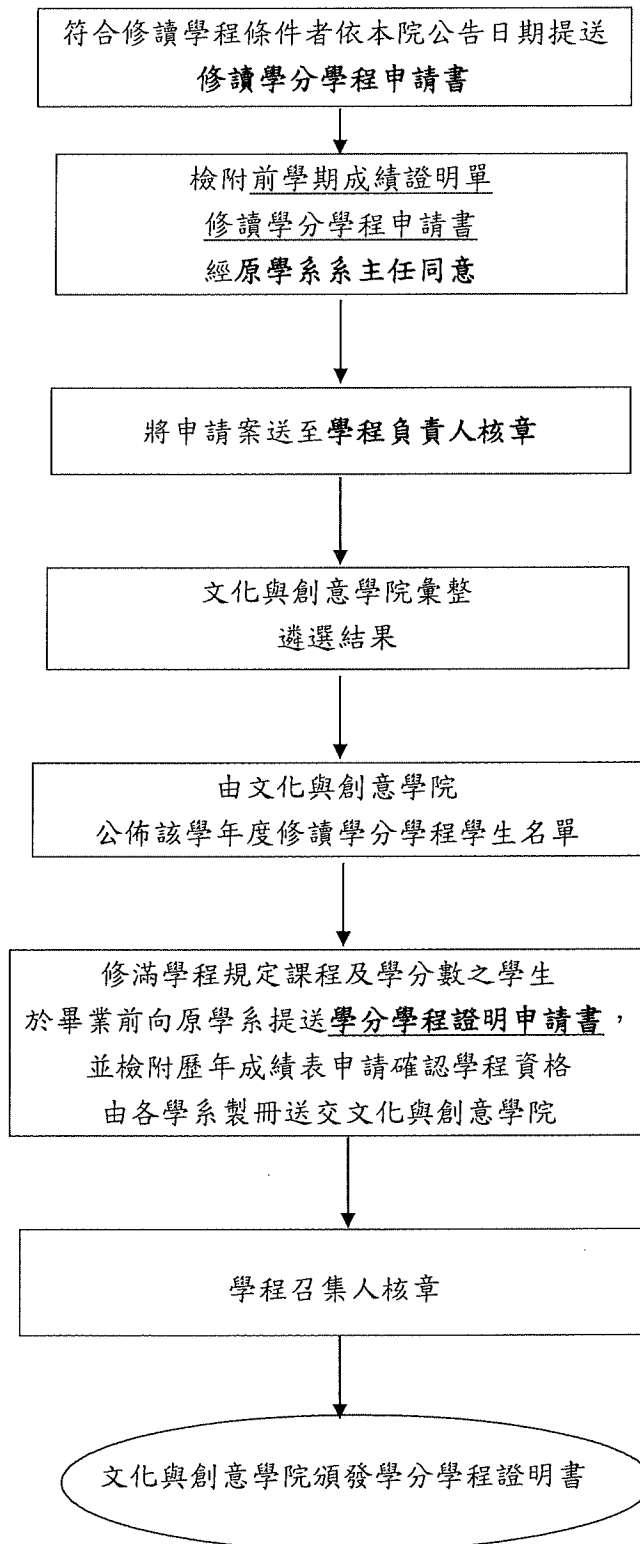 符合修讀學程條件者依本院公告日期提送
修讀學分學程申請書
檢附前學期成績證明單
修讀學分學程申請書
經原學系系主任同意
將申請案送至學程負責人核章
文化與創意學院彙整
遴選結果
由文化與創意學院
公佈該學年度修讀學分學程學生名單
修滿學程規定課程及學分數之學生
於畢業前向原學系提送學分學程證明申請書，
並檢附歷年成績表申請確認學程資格
由各學系製冊送交文化與創意學院
學程召集人核章
文化與創意學院頒發學分學程證明書